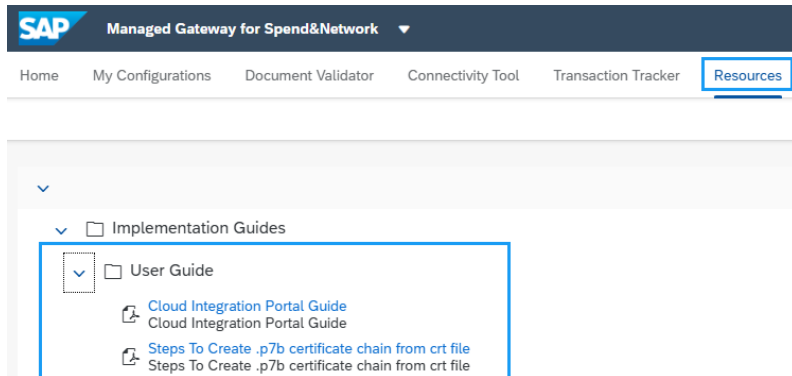 SAP Managed Gateway for Spend&Network
Home My Configurations Document Validator Connectivity Tool Transaction Tracker Resources
Implementation Guides
User Guide
Cloud Integration Portal Guide
Cloud Integration Portal Guide
Steps To Create .p7b certificate chain from crt file
Steps To Create .p7b certificate chain from crt file